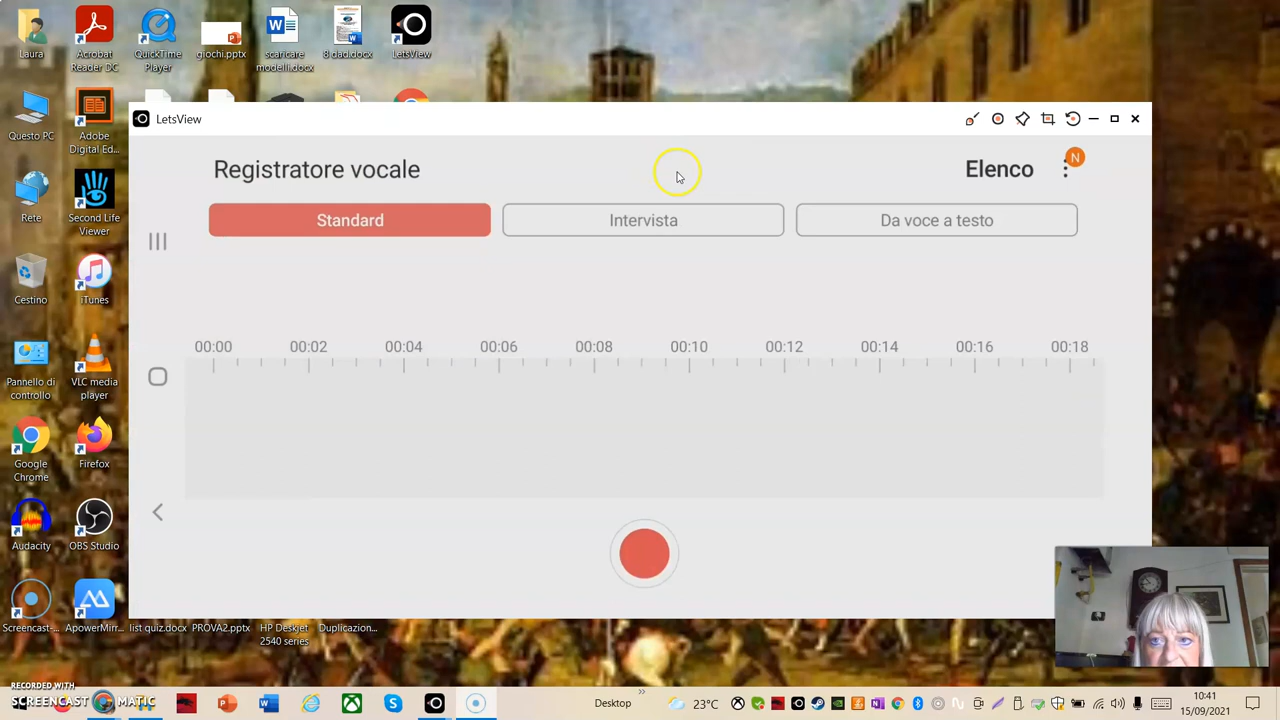 Laura
Acrobat Reader DC
QuickTime Player
giochi.pptx
scaricare modelli.docx
8 dad.docx
LetsView
Questo PC
Adobe Digital Ed...
Rete
Second Life Viewer
Cestino
iTunes
Pannello di controllo
VLC media player
Google Chrome
Firefox
Audacity
OBS Studio
Screencast-...
ApowerMirr...
list quiz.docx
PROVA2.pptx
HP Deskjet 2540 series
Duplicazion...
LetsView
Registratore vocale
Elenco
N
Standard
Intervista
Da voce a testo
00:00 00:02 00:04 00:06 00:08 00:10 00:12 00:14 00:16 00:18
RECORDED WITH
SCREENCAST MATIC
Desktop
23°C
10:41
15/09/2021